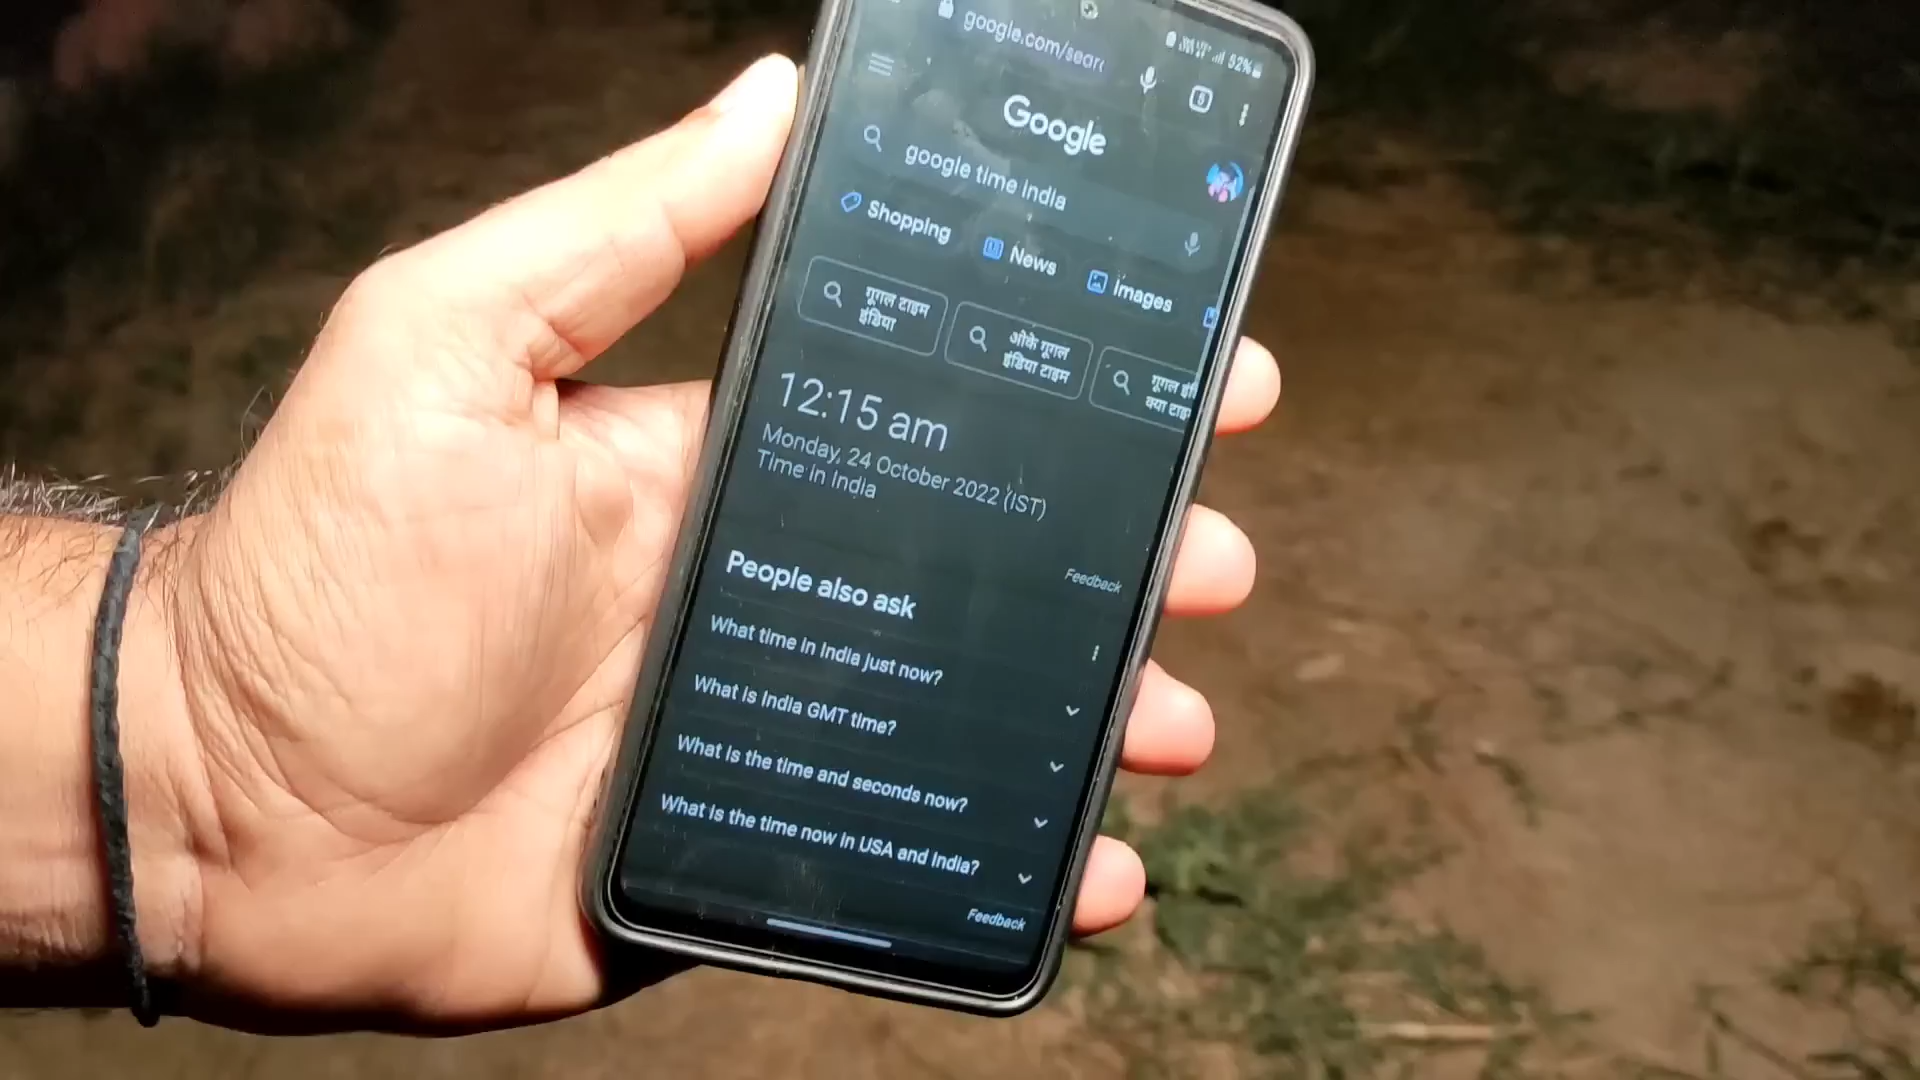 google.com/searc
52%
5
Google
google time india
Shopping
News
Images
गूगल टाइम
इंडिया
ओके गूगल
इंडिया टाइम
गूगल
क्या
12:15 am
Monday, 24 October 2022 (IST)
Time in India
Feedback
People also ask
What time in India just now?
What is India GMT time?
What is the time and seconds now?
What is the time now in USA and India?
Feedback